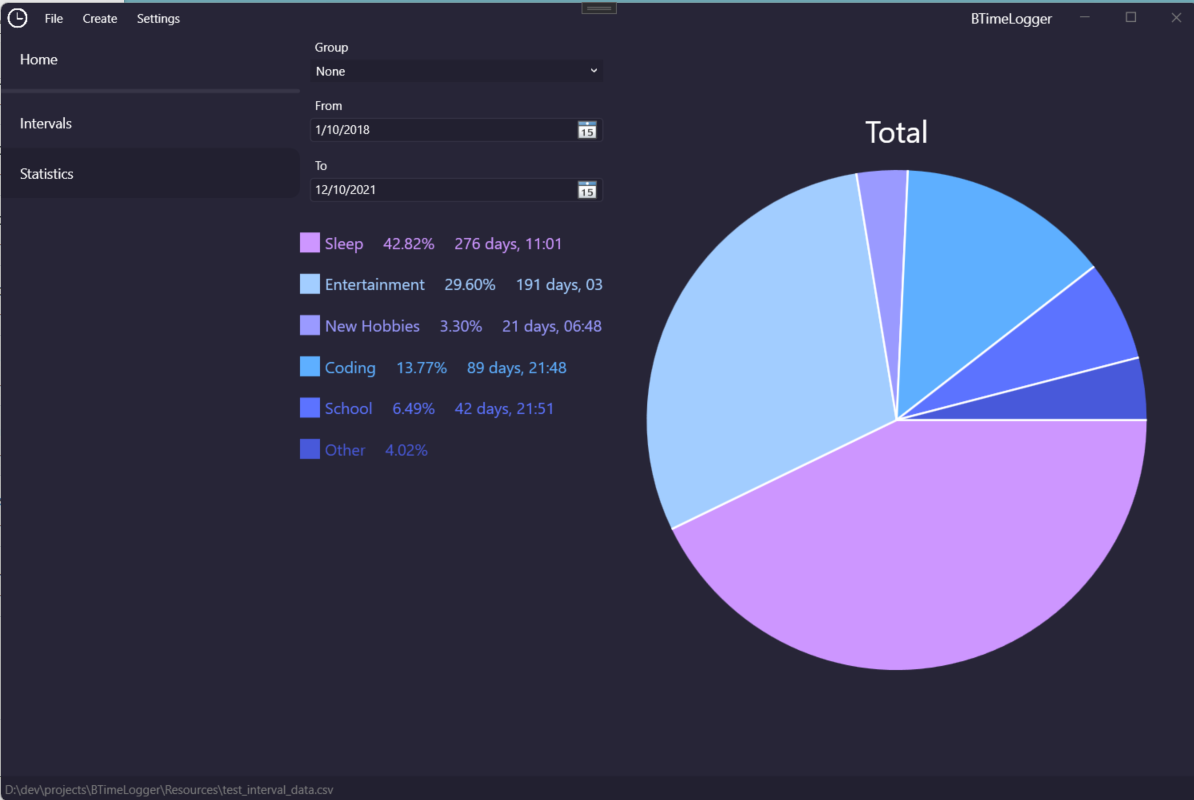 File Create Settings BTimeLogger
Home
Intervals
Statistics
Group
None
From
1/10/2018 15
To
12/10/2021 15
Sleep 42.82% 276 days, 11:01
Entertainment 29.60% 191 days, 03
New Hobbies 3.30% 21 days, 06:48
Coding 13.77% 89 days, 21:48
School 6.49% 42 days, 21:51
Other 4.02%
Total
D:\dev\projects\BTimeLogger\Resources\test_interval_data.csv